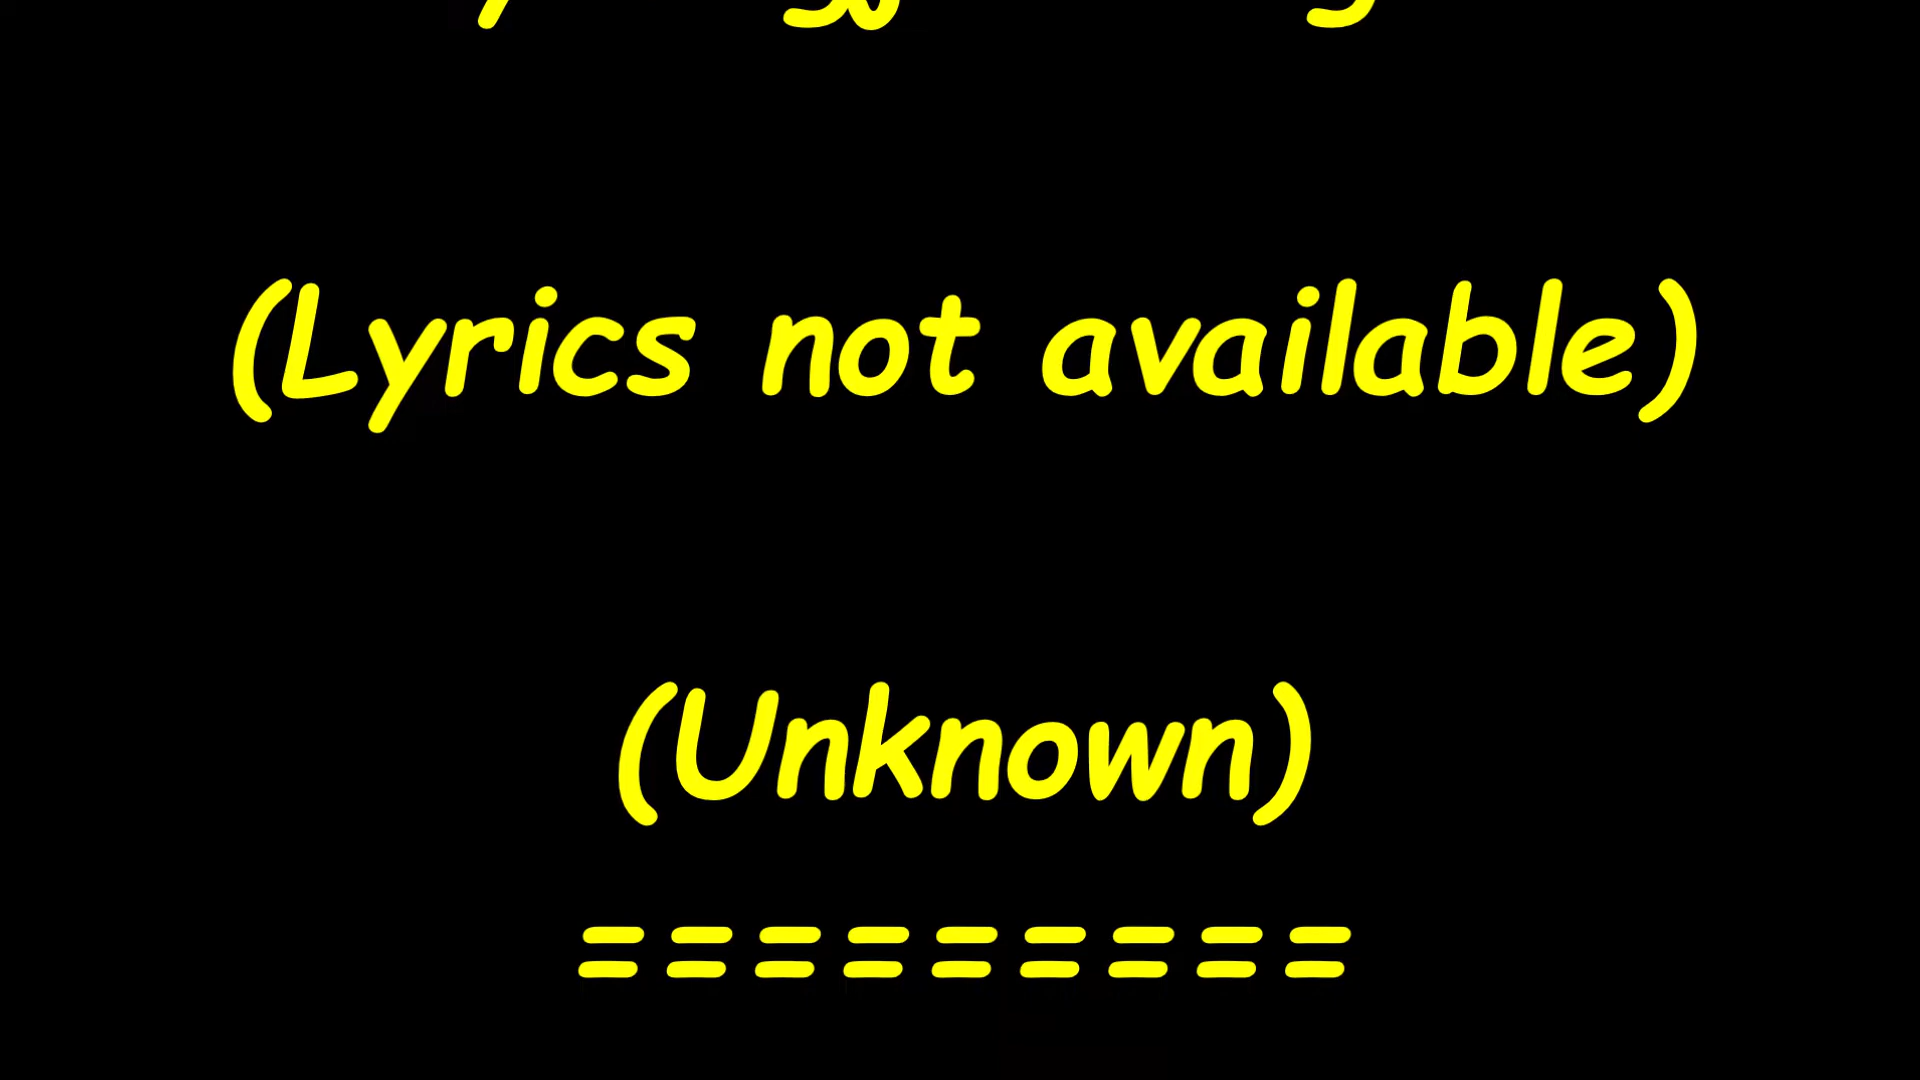 (Lyrics not available)
(Unknown)
=========